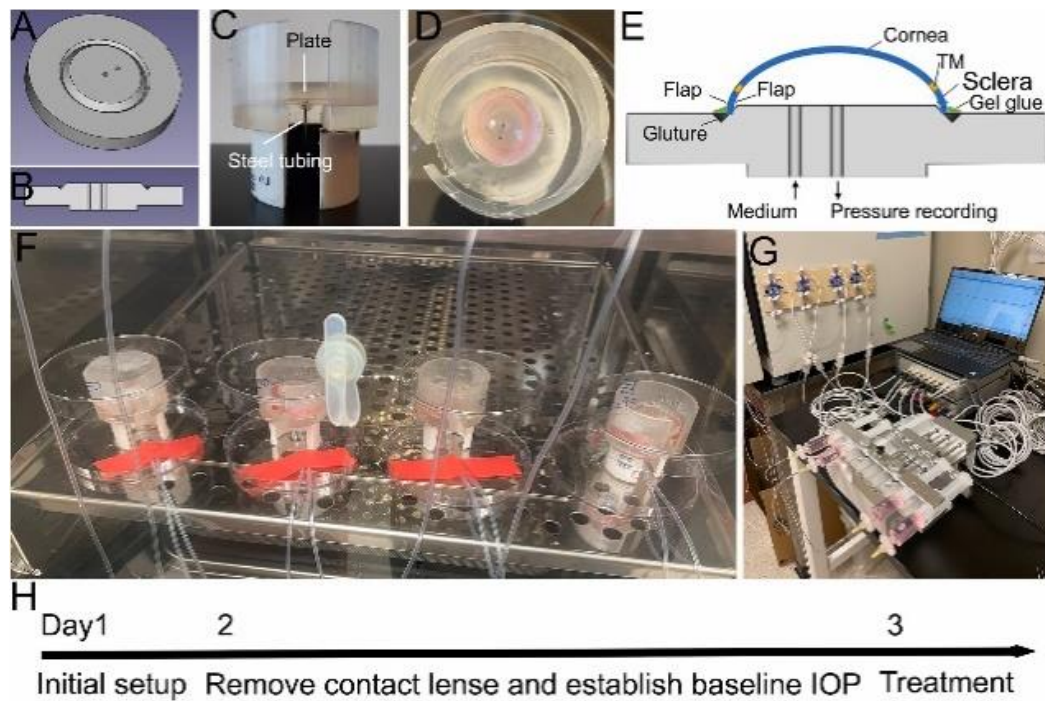 A
B
C
Plate
Steel tubing
D
E
Cornea
TM
Sclera
Gel glue
Flap
Flap
Gluture
Medium
Pressure recording
F
G
H
Day1 2 3
Initial setup Remove contact lense and establish baseline IOP Treatment